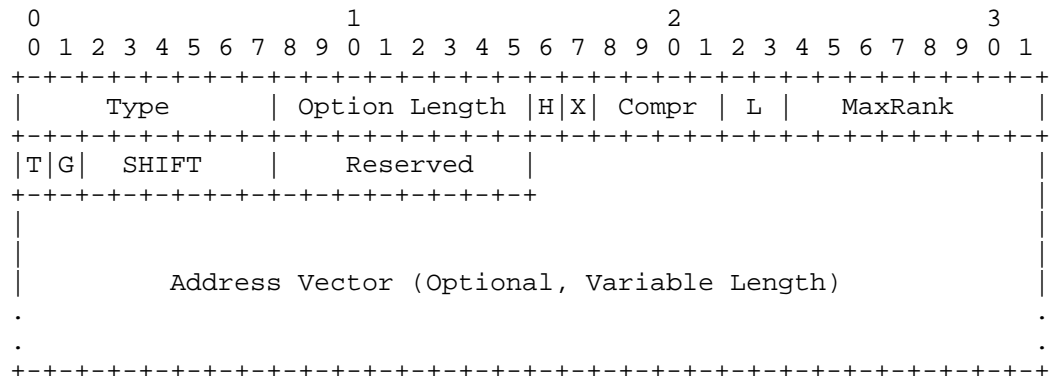 0                   1                   2                   3
 0 1 2 3 4 5 6 7 8 9 0 1 2 3 4 5 6 7 8 9 0 1 2 3 4 5 6 7 8 9 0 1
+-+-+-+-+-+-+-+-+-+-+-+-+-+-+-+-+-+-+-+-+-+-+-+-+-+-+-+-+-+-+-+-+
|     Type      | Option Length |H|X| Compr | L |    MaxRank    |
+-+-+-+-+-+-+-+-+-+-+-+-+-+-+-+-+-+-+-+-+-+-+-+-+-+-+-+-+-+-+-+-+
|T|G|   SHIFT   |    Reserved   |                               |
+-+-+-+-+-+-+-+-+-+-+-+-+-+-+-+-+                               |
|                                                               |
|                                                               |
|         Address Vector (Optional, Variable Length)            |
.                                                               .
.                                                               .
+-+-+-+-+-+-+-+-+-+-+-+-+-+-+-+-+-+-+-+-+-+-+-+-+-+-+-+-+-+-+-+-+